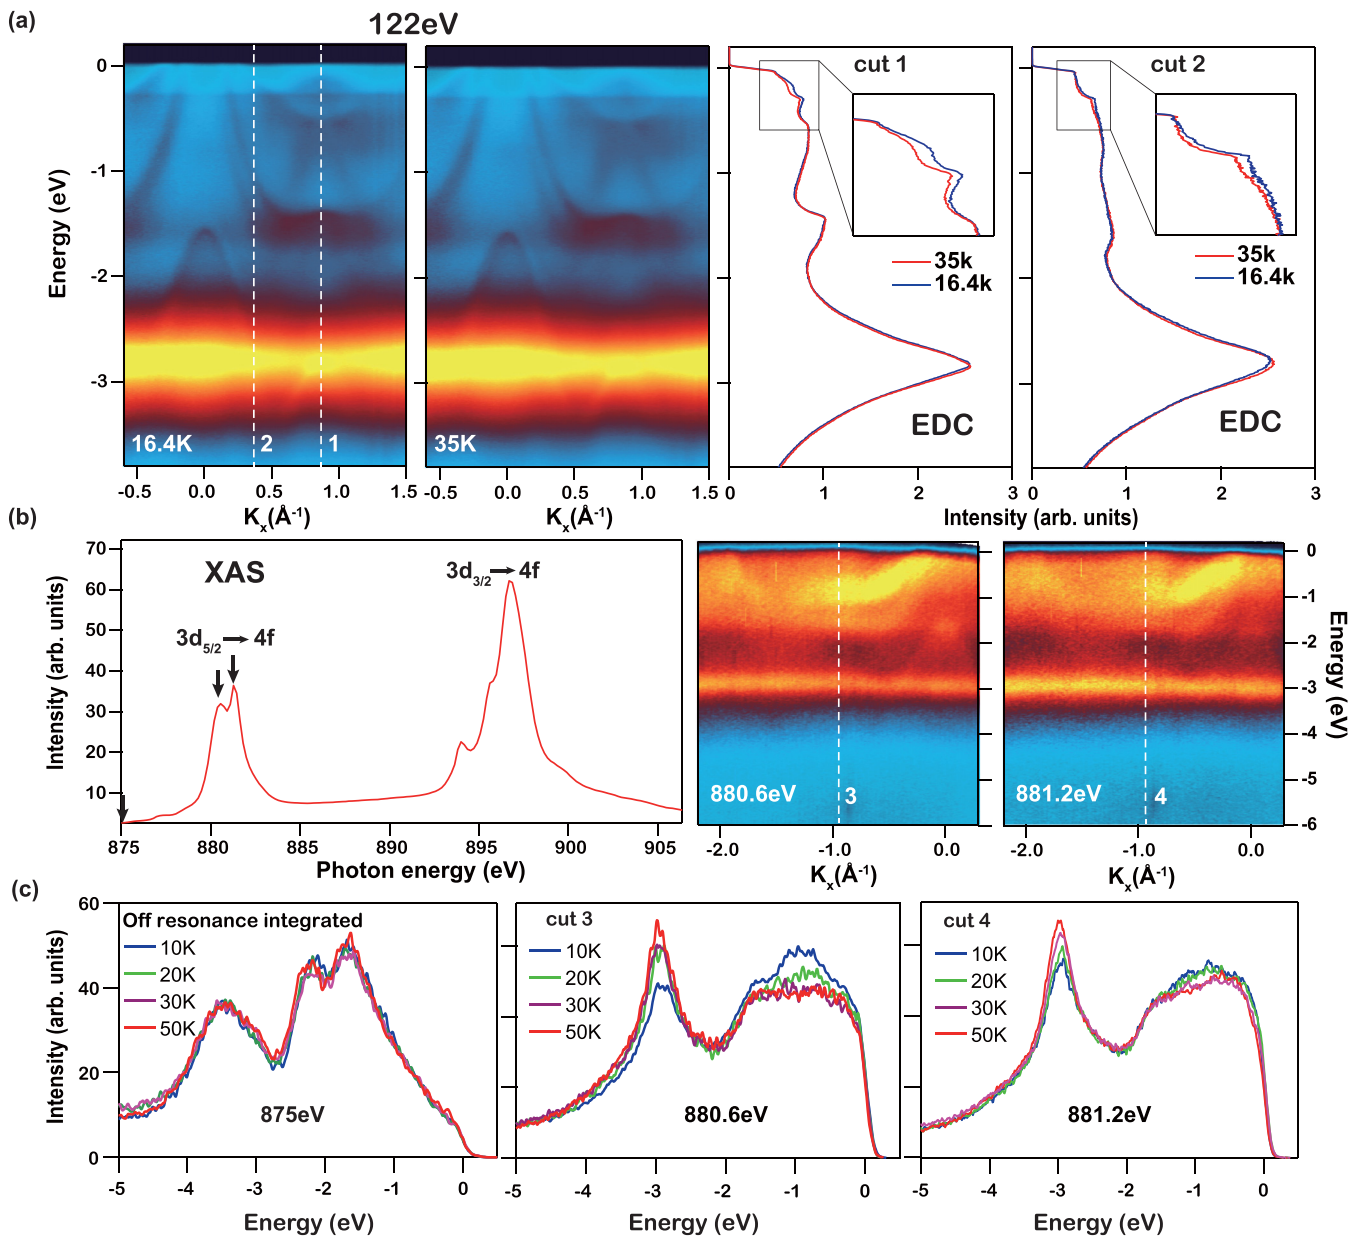 (a)
122eV
0
-1
-2
-3
Energy (eV)
16.4K
2
1
35K
cut 1
35k
16.4k
EDC
cut 2
35k
16.4k
EDC
-0.5 0.0 0.5 1.0 1.5
-0.5 0.0 0.5 1.0 1.5
0 1 2 3
0 1 2 3
Kx(Å-1)
Kx(Å-1)
Intensity (arb. units)
(b)
70
60
50
40
30
20
10
Intensity (arb. units)
XAS
3d5/2 → 4f
3d3/2 → 4f
875 880 885 890 895 900 905
Photon energy (eV)
880.6eV
3
881.2eV
4
0
-1
-2
-3
-4
-5
-6
Energy (eV)
-2.0 -1.0 0.0
-2.0 -1.0 0.0
Kx(Å-1)
Kx(Å-1)
(c)
60
40
20
0
Intensity (arb. units)
Off resonance integrated
10K
20K
30K
50K
875eV
cut 3
10K
20K
30K
50K
880.6eV
cut 4
10K
20K
30K
50K
881.2eV
-5 -4 -3 -2 -1 0
-5 -4 -3 -2 -1 0
-5 -4 -3 -2 -1 0
Energy (eV)
Energy (eV)
Energy (eV)